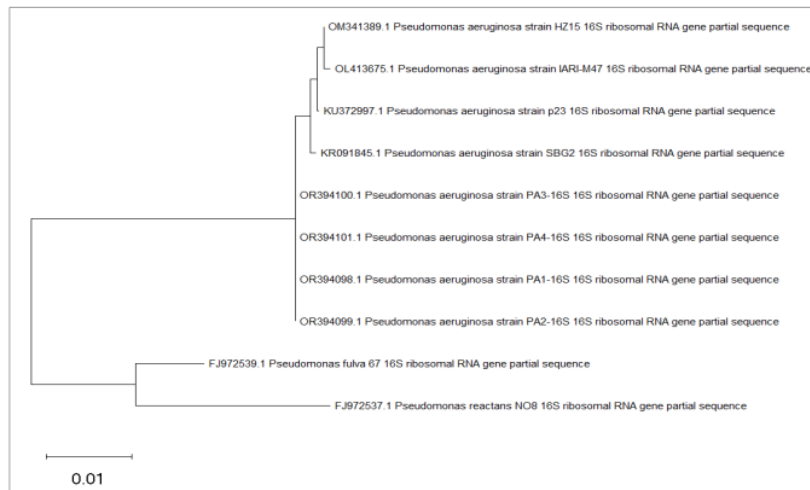 OM341389.1 Pseudomonas aeruginosa strain HZ15 16S ribosomal RNA gene partial sequence
OL413675.1 Pseudomonas aeruginosa strain IARI-M47 16S ribosomal RNA gene partial sequence
KU372997.1 Pseudomonas aeruginosa strain p23 16S ribosomal RNA gene partial sequence
KR091845.1 Pseudomonas aeruginosa strain SBG2 16S ribosomal RNA gene partial sequence
OR394100.1 Pseudomonas aeruginosa strain PA3-16S 16S ribosomal RNA gene partial sequence
OR394101.1 Pseudomonas aeruginosa strain PA4-16S 16S ribosomal RNA gene partial sequence
OR394098.1 Pseudomonas aeruginosa strain PA1-16S 16S ribosomal RNA gene partial sequence
OR394099.1 Pseudomonas aeruginosa strain PA2-16S 16S ribosomal RNA gene partial sequence
FJ972539.1 Pseudomonas fulva 67 16S ribosomal RNA gene partial sequence
FJ972537.1 Pseudomonas reactans NO8 16S ribosomal RNA gene partial sequence
0.01